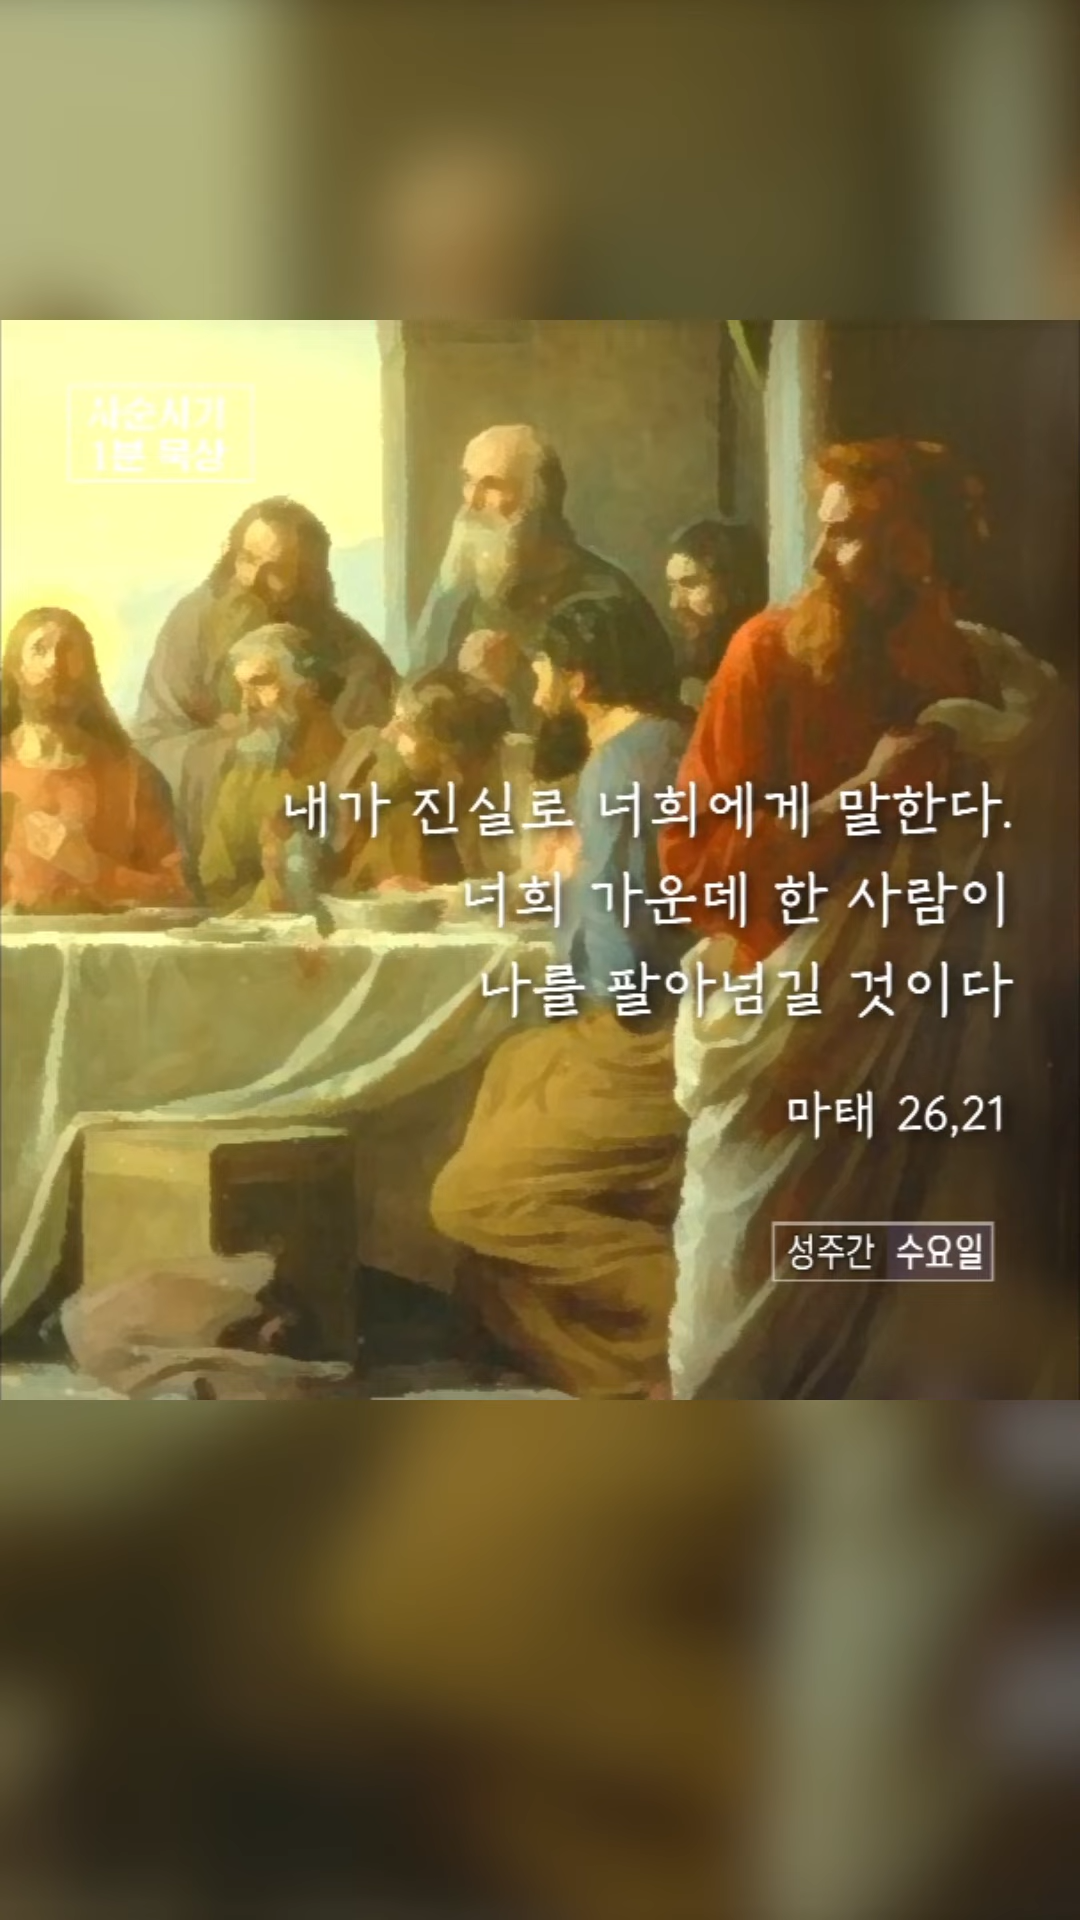 사순시기
1분 묵상
내가 진실로 너희에게 말한다.
너희 가운데 한 사람이
나를 팔아넘길 것이다
마태 26,21
성주간 수요일